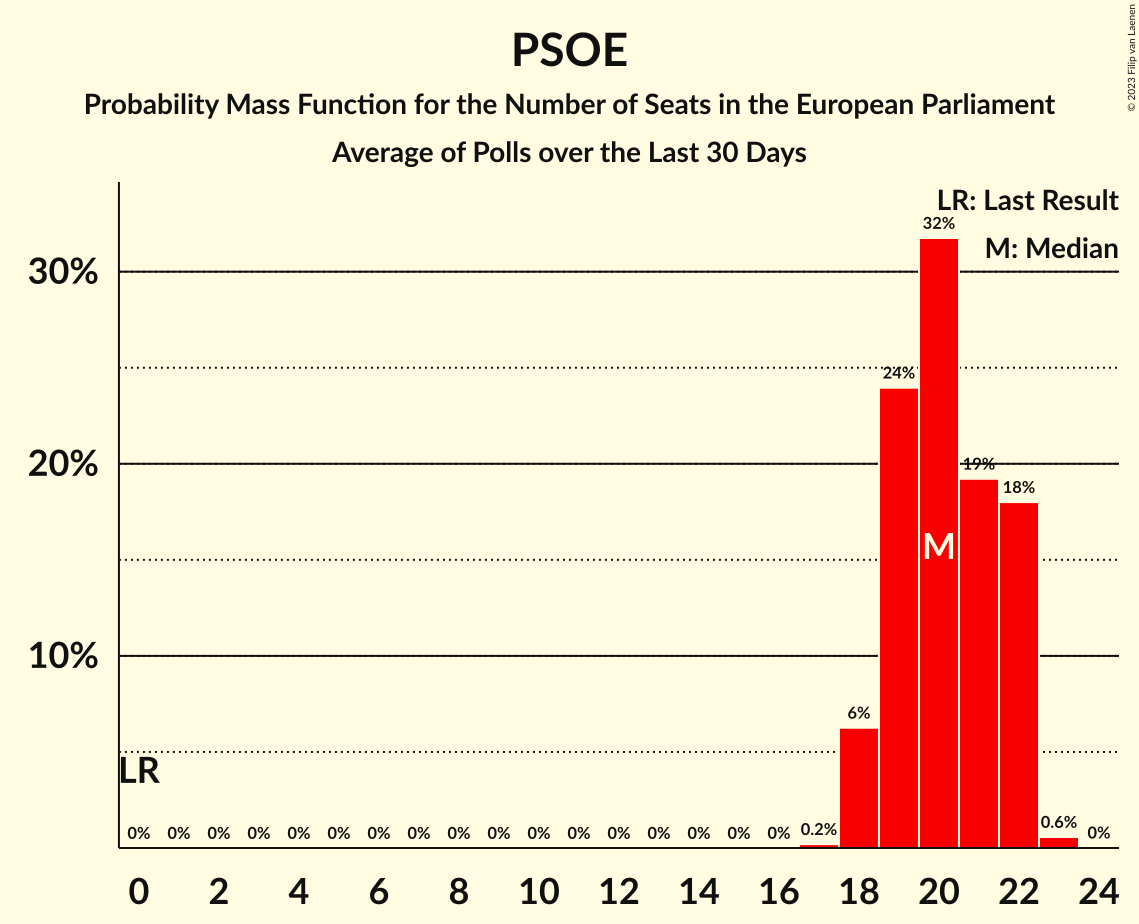 PSOE
Probability Mass Function for the Number of Seats in the European Parliament
Average of Polls over the Last 30 Days
© 2023 Filip van Laenen
LR: Last Result
M: Median
32%
30%
24%
20%
19%
18%
M
10%
6%
LR
0% 0% 0% 0% 0% 0% 0% 0% 0% 0% 0% 0% 0% 0% 0% 0% 0% 0.2% 0.6% 0%
0 2 4 6 8 10 12 14 16 18 20 22 24